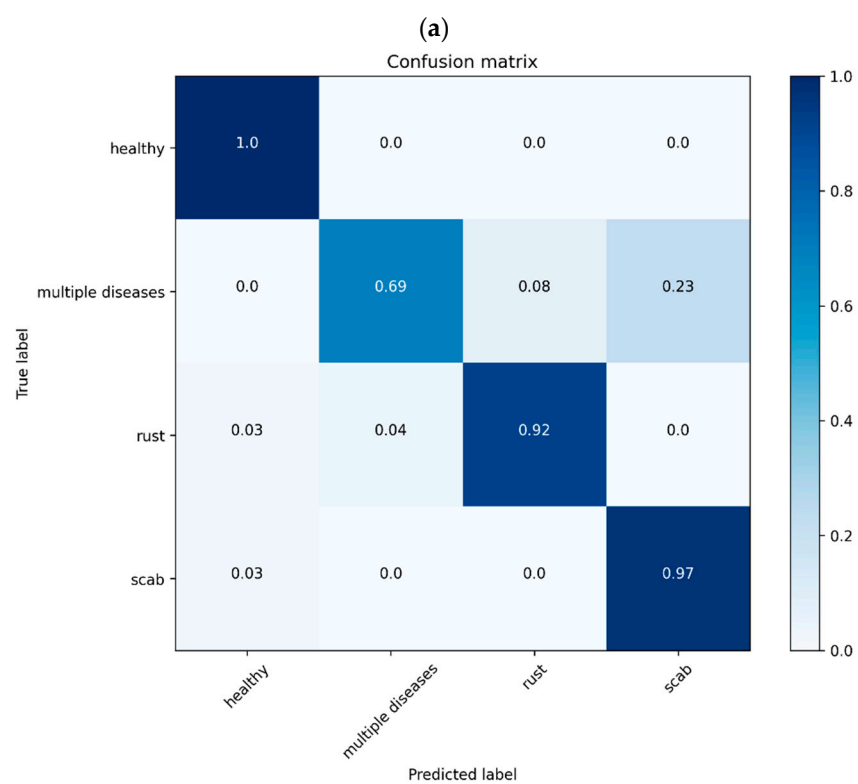 (a)
Confusion matrix
healthy 1.0 0.0 0.0 0.0
multiple diseases 0.0 0.69 0.08 0.23
rust 0.03 0.04 0.92 0.0
scab 0.03 0.0 0.0 0.97
healthy multiple diseases rust scab
True label
Predicted label
1.0
0.8
0.6
0.4
0.2
0.0